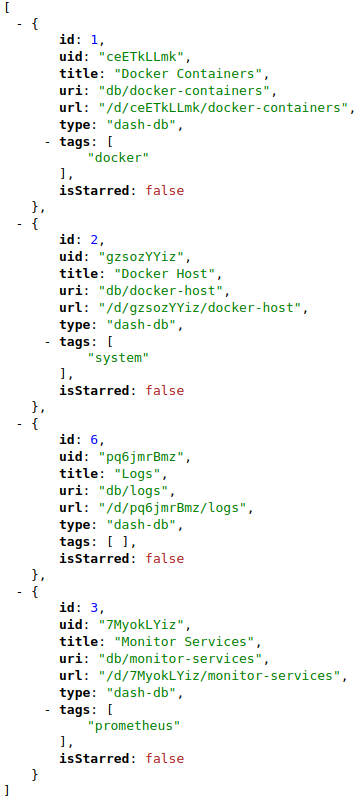 [
- {
id: 1,
uid: "ceETkLLmk",
title: "Docker Containers",
uri: "db/docker-containers",
url: "/d/ceETkLLmk/docker-containers",
type: "dash-db",
- tags: [
"docker"
],
isStarred: false
},
- {
id: 2,
uid: "gzsozYYiz",
title: "Docker Host",
uri: "db/docker-host",
url: "/d/gzsozYYiz/docker-host",
type: "dash-db",
- tags: [
"system"
],
isStarred: false
},
- {
id: 6,
uid: "pq6jmrBmz",
title: "Logs",
uri: "db/logs",
url: "/d/pq6jmrBmz/logs",
type: "dash-db",
tags: [ ],
isStarred: false
},
- {
id: 3,
uid: "7MyokLYiz",
title: "Monitor Services",
uri: "db/monitor-services",
url: "/d/7MyokLYiz/monitor-services",
type: "dash-db",
- tags: [
"prometheus"
],
isStarred: false
}
]